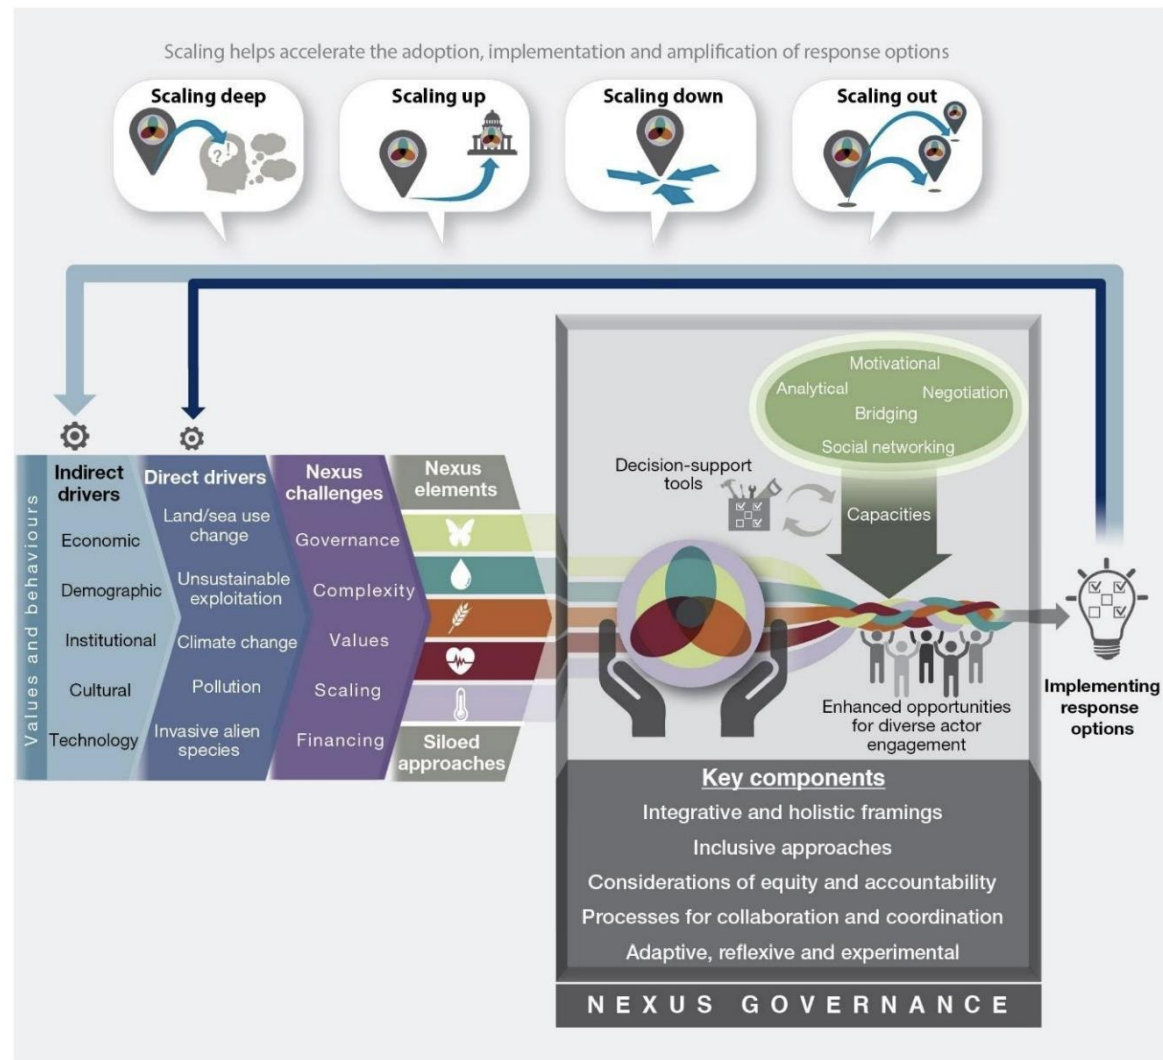 Scaling helps accelerate the adoption, implementation and amplification of response options
Scaling deep
Scaling up
Scaling down
Scaling out
? !
Motivational
Analytical
Negotiation
Bridging
Social networking
Decision-support
tools
Capacities
Values and behaviours
Indirect
drivers
Economic
Demographic
Institutional
Cultural
Technology
Direct drivers
Land/sea use
change
Unsustainable
exploitation
Climate change
Pollution
Invasive alien
species
Nexus
challenges
Governance
Complexity
Values
Scaling
Financing
Nexus
elements
Siloed
approaches
Enhanced opportunities
for diverse actor
engagement
Implementing
response
options
Key components
Integrative and holistic framings
Inclusive approaches
Considerations of equity and accountability
Processes for collaboration and coordination
Adaptive, reflexive and experimental
NEXUS GOVERNANCE